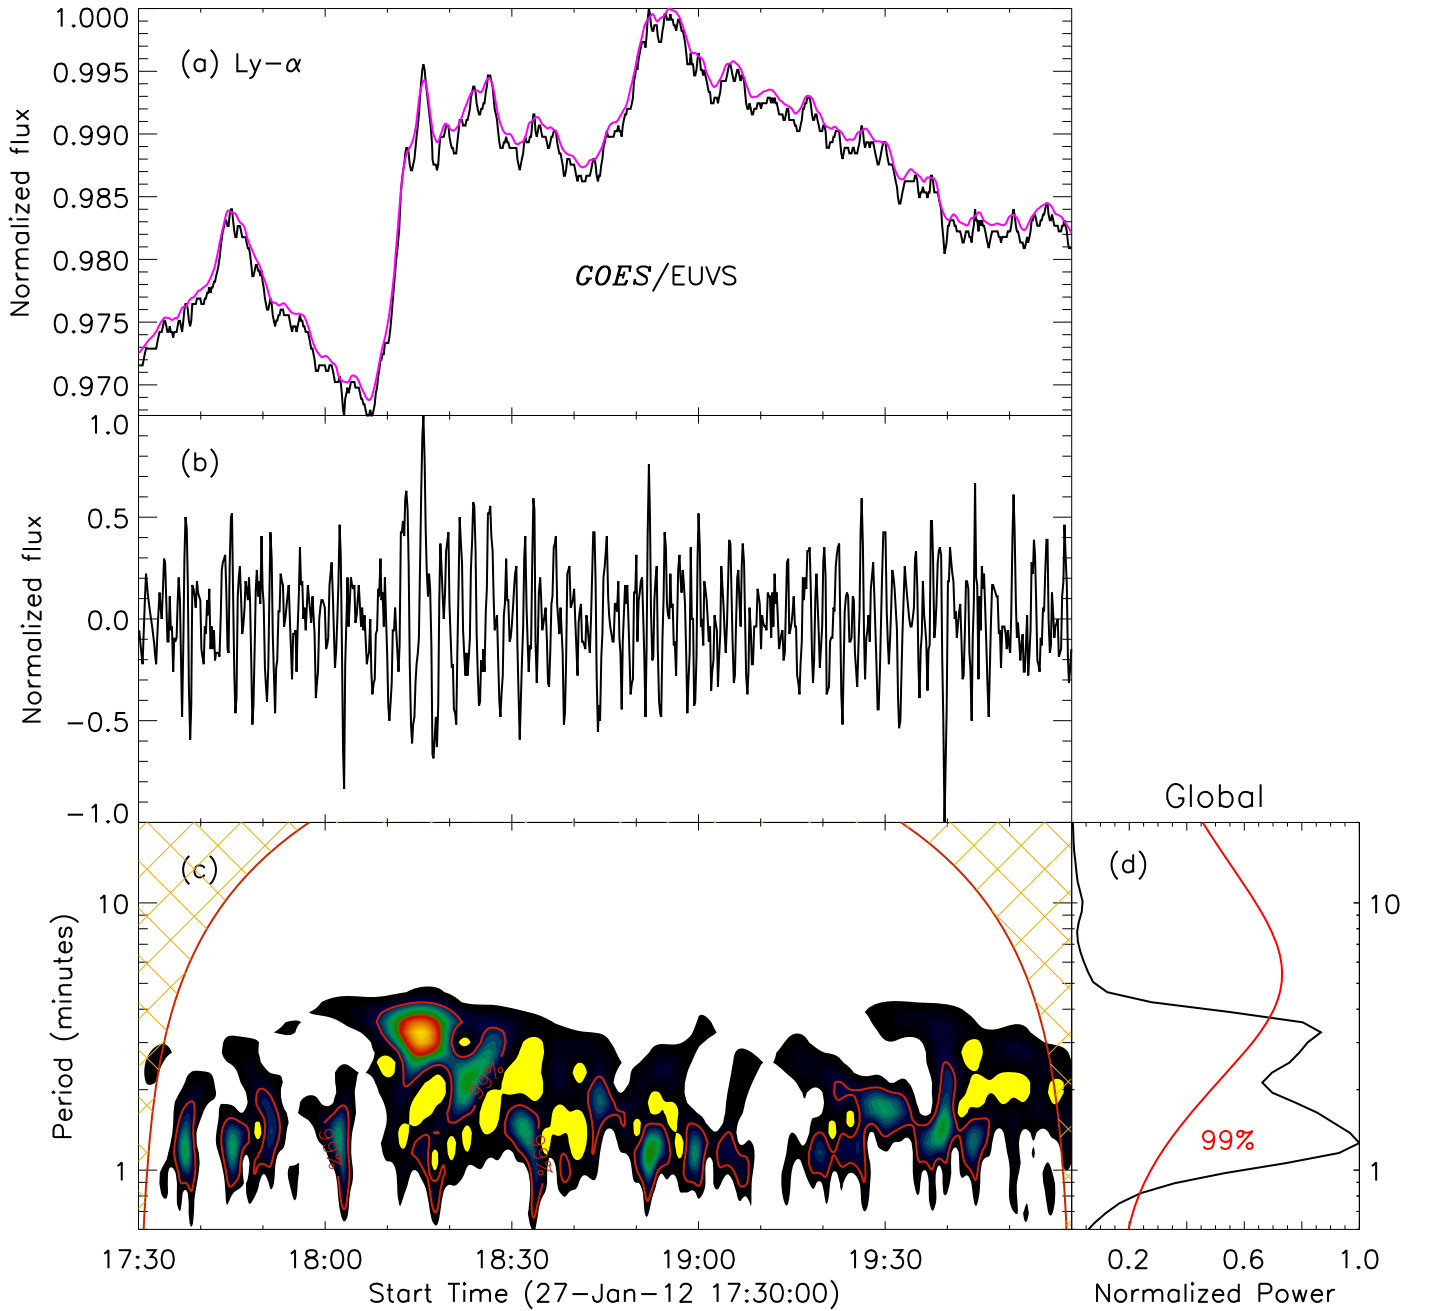 1.000
0.995
0.990
0.985
0.980
0.975
0.970
Normalized flux
(a) Ly−α
GOES/EUVS
1.0
0.5
0.0
−0.5
−1.0
Normalized flux
(b)
Global
10
1
Period (minutes)
(c)
99%
99%
99%
(d)
99%
10
1
17:30
18:00
18:30
19:00
19:30
Start Time (27−Jan−12 17:30:00)
0.2
0.6
1.0
Normalized Power